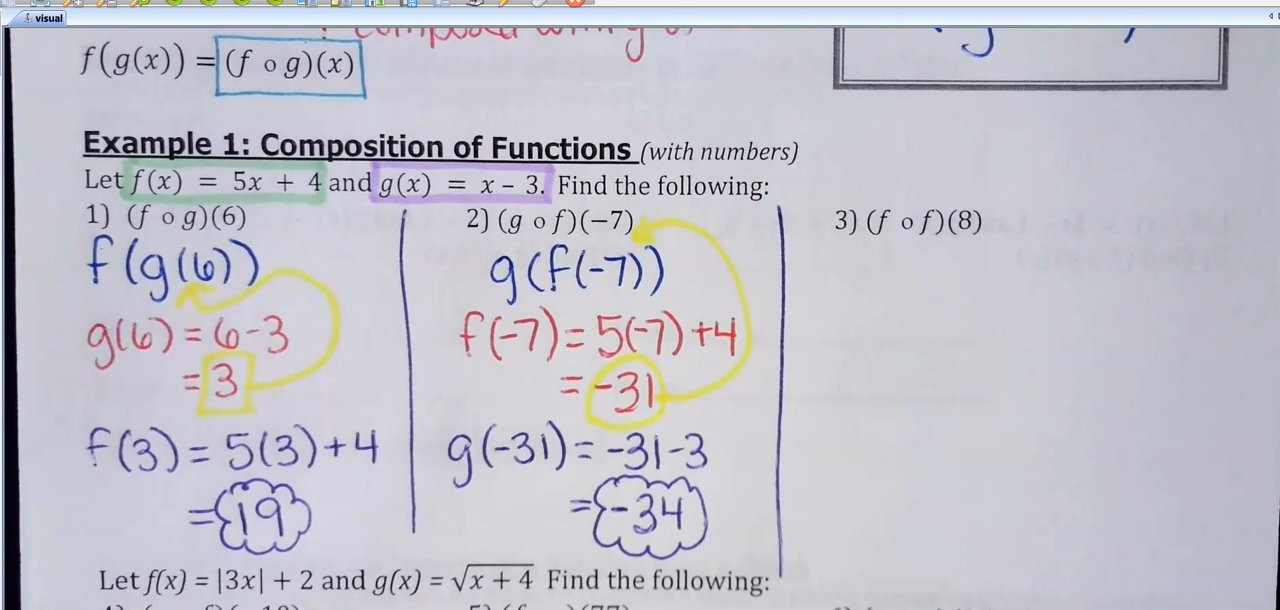 visual
composed with g
f(g(x)) = (f ∘ g)(x)
Example 1: Composition of Functions (with numbers)
Let f(x) = 5x + 4 and g(x) = x − 3. Find the following:
1) (f ∘ g)(6)
f(g(6))
g(6) = 6-3
= 3
f(3) = 5(3)+4
= 19
2) (g ∘ f)(−7)
g(f(-7))
f(-7) = 5(-7)+4
= -31
g(-31) = -31-3
= -34
3) (f ∘ f)(8)
Let f(x) = |3x| + 2 and g(x) = √x + 4 Find the following: